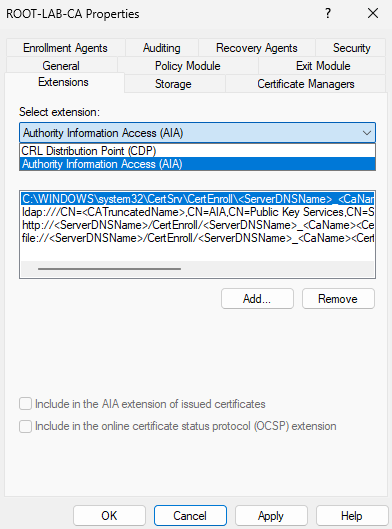 ROOT-LAB-CA Properties
? ×
Enrollment Agents Auditing Recovery Agents Security
General Policy Module Exit Module
Extensions Storage Certificate Managers
Select extension:
Authority Information Access (AIA)
CRL Distribution Point (CDP)
Authority Information Access (AIA)
C:\WINDOWS\system32\CertSrv\CertEnroll\<ServerDNSName>_<CaNam
ldap:///CN=<CATruncatedName>,CN=AIA,CN=Public Key Services,CN=S
http://<ServerDNSName>/CertEnroll/<ServerDNSName>_<CaName><Ce
file://<ServerDNSName>/CertEnroll/<ServerDNSName>_<CaName><Cert
Add... Remove
Include in the AIA extension of issued certificates
Include in the online certificate status protocol (OCSP) extension
OK Cancel Apply Help